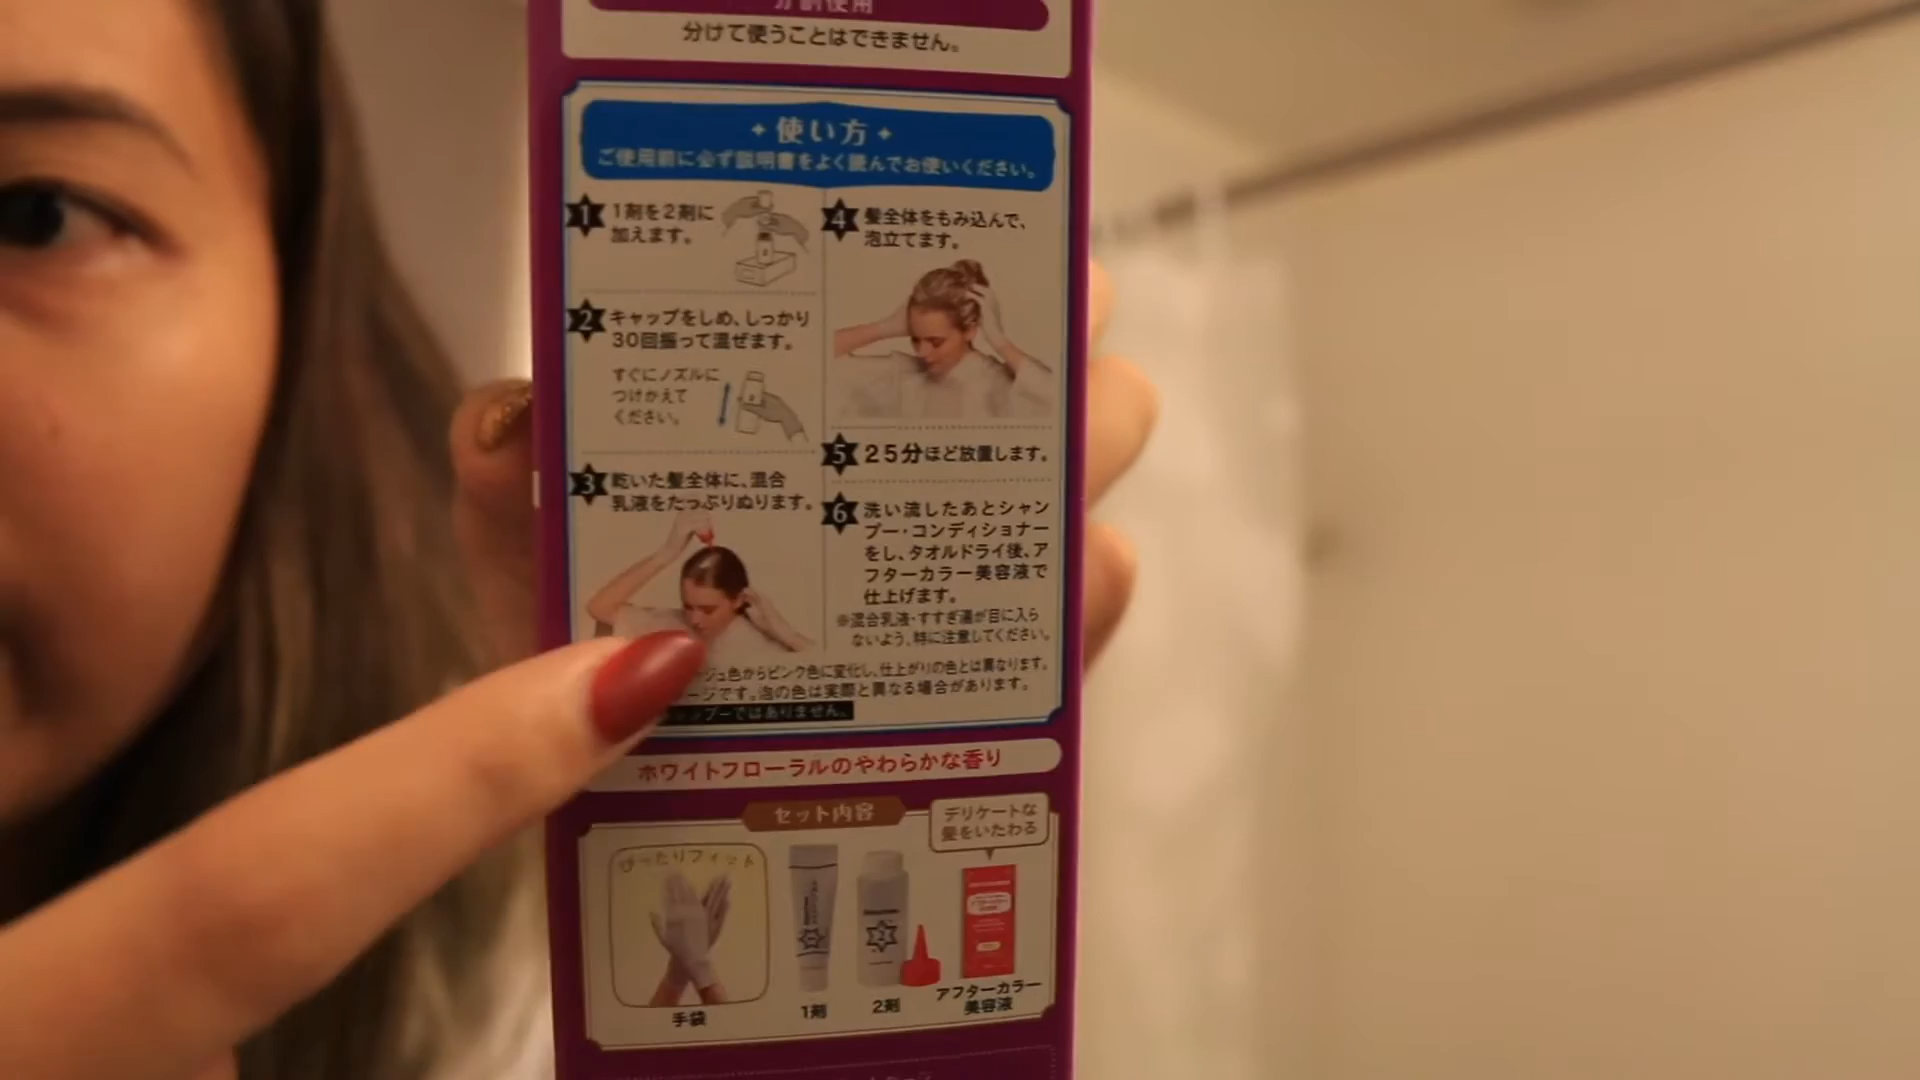 分割使用
分けて使うことはできません。
使い方
ご使用前に必ず説明書をよく読んでお使いください。
1 1剤を2剤に
加えます。
2 キャップをしめ、しっかり
30回振って混ぜます。
すぐにノズルに
つけかえて
ください。
3 乾いた髪全体に、混合
乳液をたっぷりぬります。
4 髪全体をもみ込んで、
泡立てます。
5 25分ほど放置します。
6 洗い流したあとシャン
プー・コンディショナー
をし、タオルドライ後、ア
フターカラー美容液で
仕上げます。
※混合乳液・すすぎ湯が目に入ら
ないよう、特に注意してください。
ジュ色からピンク色に変化し、仕上がりの色とは異なります。
ージです。泡の色は実際と異なる場合があります。
ャンプーではありません。
ホワイトフローラルのやわらかな香り
セット内容
デリケートな
髪をいたわる
ぴったりフィット
2
手袋
1剤
2剤
アフターカラー
美容液